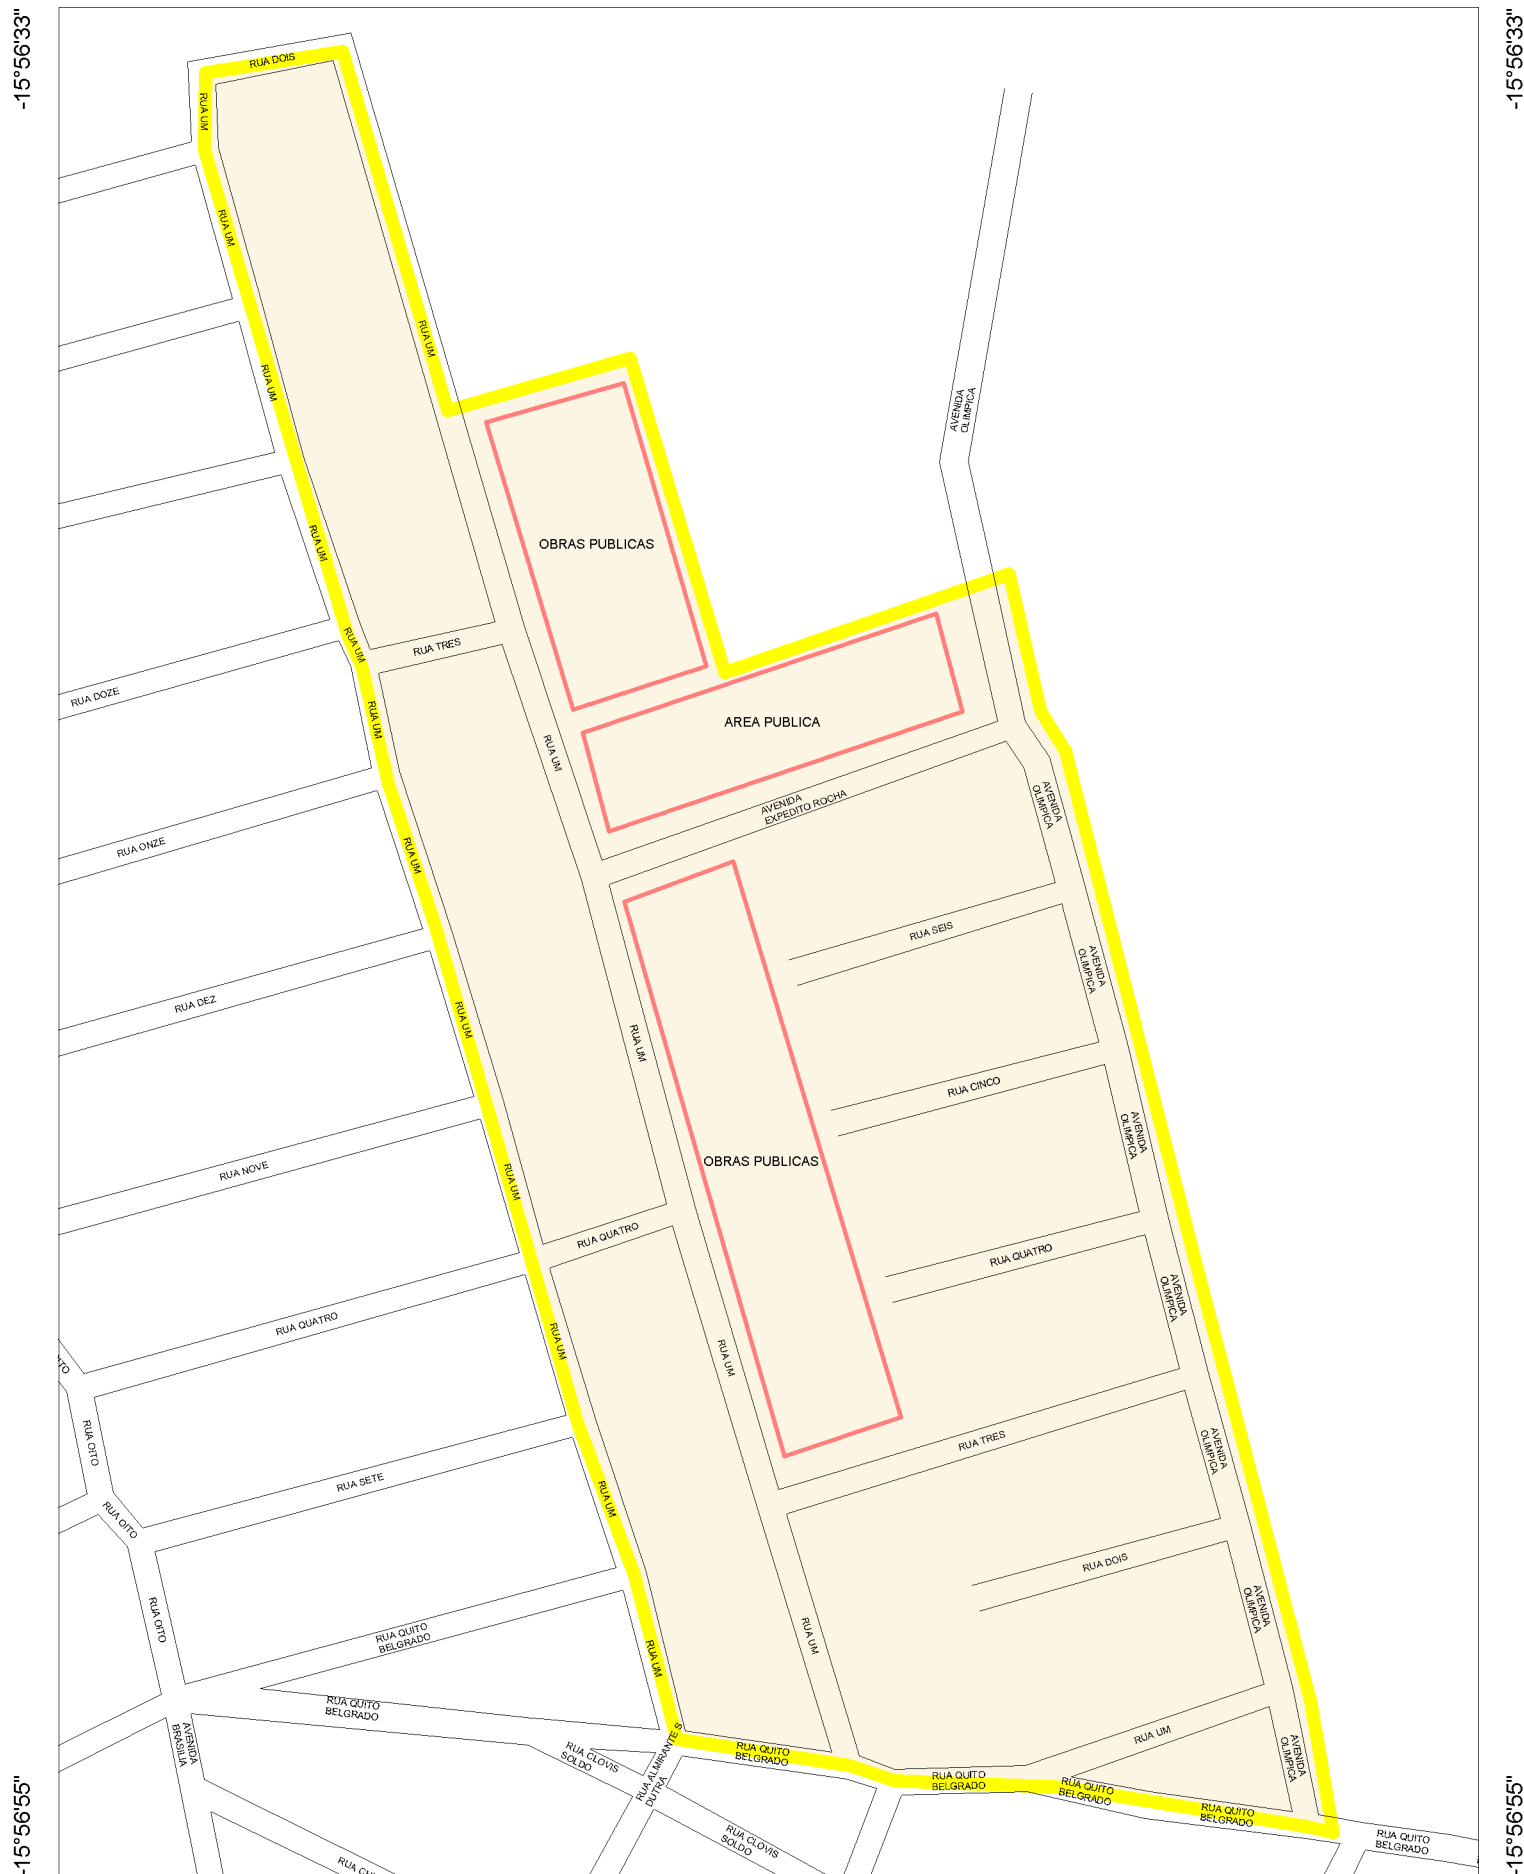 -15°56'33"
-15°56'33"
RUA DOIS
RUA UM
RUA UM
RUA UM
RUA UM
AVENIDA
OLIMPICA
RUA UM
OBRAS PUBLICAS
RUA UM
RUA TRES
RUA DOZE
RUA UM
AREA PUBLICA
RUA UM
AVENIDA
EXPEDITO ROCHA
AVENIDA
OLIMPICA
RUA ONZE
RUA UM
RUA SEIS
AVENIDA
OLIMPICA
RUA DEZ
RUA UM
RUA UM
RUA CINCO
AVENIDA
OLIMPICA
OBRAS PUBLICAS
RUA NOVE
RUA UM
RUA QUATRO
RUA QUATRO
AVENIDA
OLIMPICA
RUA QUATRO
RUA UM
RUA UM
RUA OITO
RUA TRES
AVENIDA
OLIMPICA
RUA SETE
RUA UM
RUA OITO
RUA DOIS
AVENIDA
OLIMPICA
RUA OITO
RUA QUITO
BELGRADO
RUA UM
RUA UM
RUA QUITO
BELGRADO
AVENIDA
BRASILIA
RUA CLOVIS
SOLDO
RUA ALMIRANTE S
DUTRA
RUA QUITO
BELGRADO
RUA UM
AVENIDA
OLIMPICA
RUA QUITO
BELGRADO
RUA QUITO
BELGRADO
RUA QUITO
BELGRADO
RUA QUITO
BELGRADO
RUA CLOVIS
SOLDO
-15°56'55"
-15°56'55"